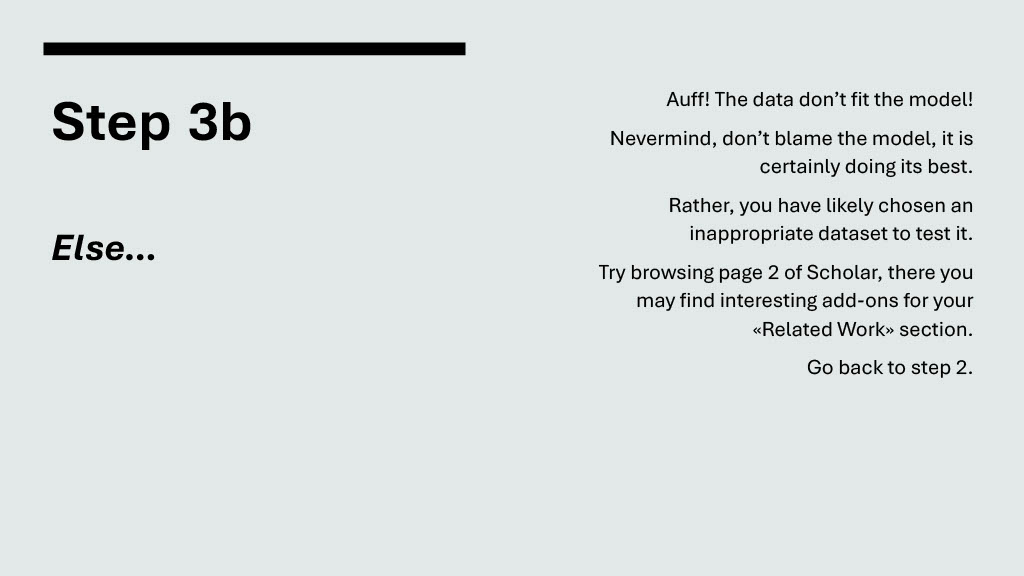 Step 3b
Else...
Auff! The data don’t fit the model!
Nevermind, don’t blame the model, it is
certainly doing its best.
Rather, you have likely chosen an
inappropriate dataset to test it.
Try browsing page 2 of Scholar, there you
may find interesting add-ons for your
«Related Work» section.
Go back to step 2.